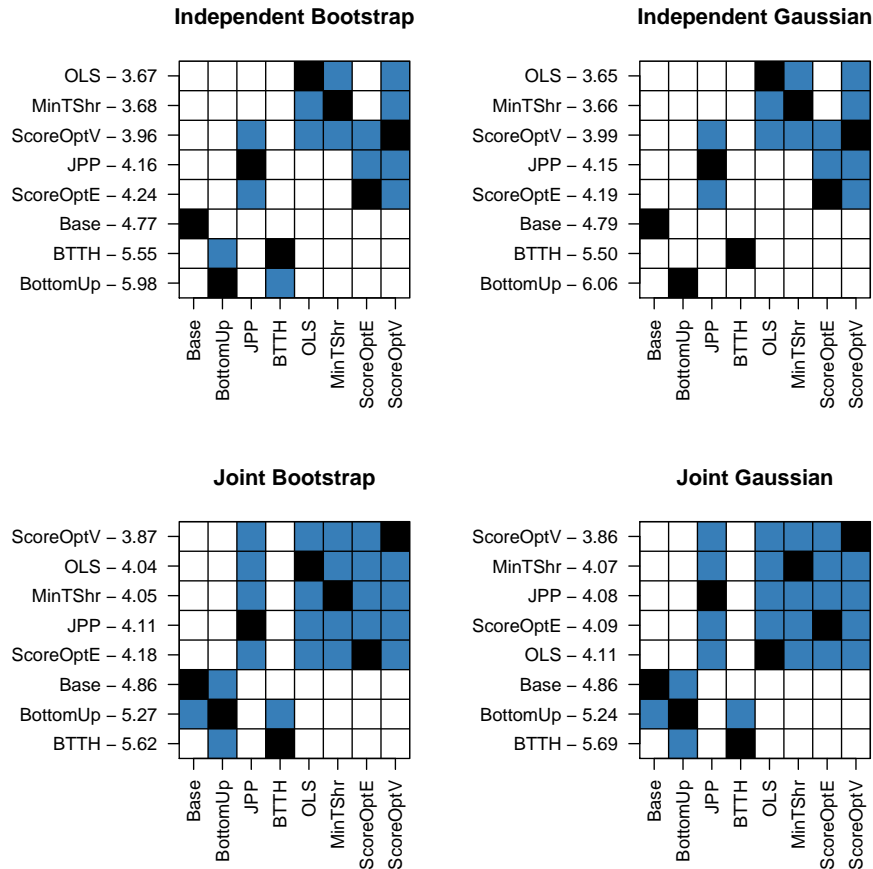 Independent Bootstrap
OLS – 3.67
MinTShr – 3.68
ScoreOptV – 3.96
JPP – 4.16
ScoreOptE – 4.24
Base – 4.77
BTTH – 5.55
BottomUp – 5.98
Base
BottomUp
JPP
BTTH
OLS
MinTShr
ScoreOptE
ScoreOptV
Independent Gaussian
OLS – 3.65
MinTShr – 3.66
ScoreOptV – 3.99
JPP – 4.15
ScoreOptE – 4.19
Base – 4.79
BTTH – 5.50
BottomUp – 6.06
Base
BottomUp
JPP
BTTH
OLS
MinTShr
ScoreOptE
ScoreOptV
Joint Bootstrap
ScoreOptV – 3.87
OLS – 4.04
MinTShr – 4.05
JPP – 4.11
ScoreOptE – 4.18
Base – 4.86
BottomUp – 5.27
BTTH – 5.62
Base
BottomUp
JPP
BTTH
OLS
MinTShr
ScoreOptE
ScoreOptV
Joint Gaussian
ScoreOptV – 3.86
MinTShr – 4.07
JPP – 4.08
ScoreOptE – 4.09
OLS – 4.11
Base – 4.86
BottomUp – 5.24
BTTH – 5.69
Base
BottomUp
JPP
BTTH
OLS
MinTShr
ScoreOptE
ScoreOptV